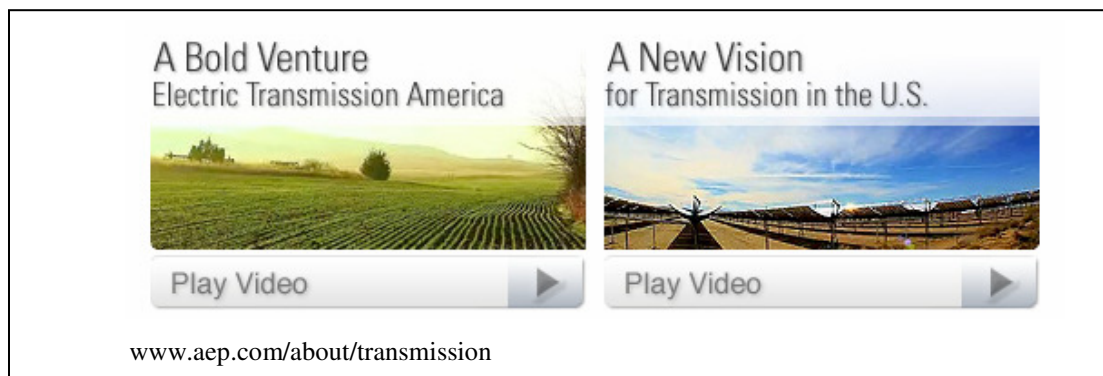 A Bold Venture
Electric Transmission America
Play Video
A New Vision
for Transmission in the U.S.
Play Video
www.aep.com/about/transmission